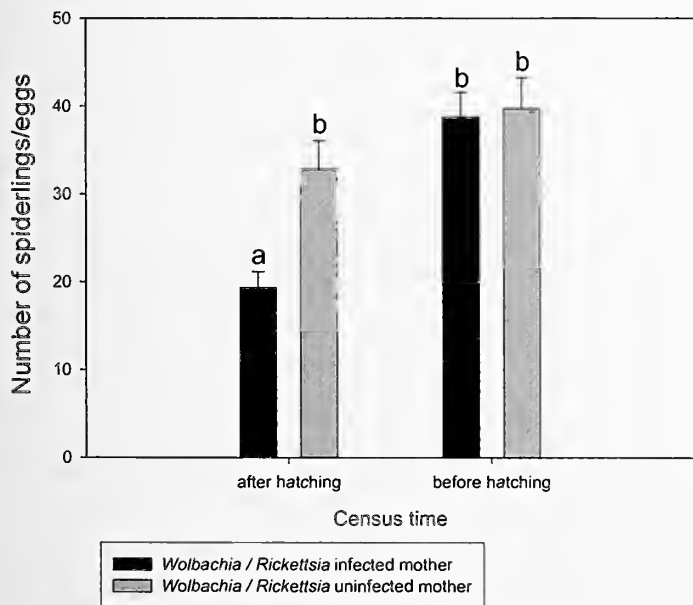 50
40
30
20
10
0
Number of spiderlings/eggs
a
b
b
b
after hatching
before hatching
Census time
Wolbachia / Rickettsia infected mother
Wolbachia / Rickettsia uninfected mother